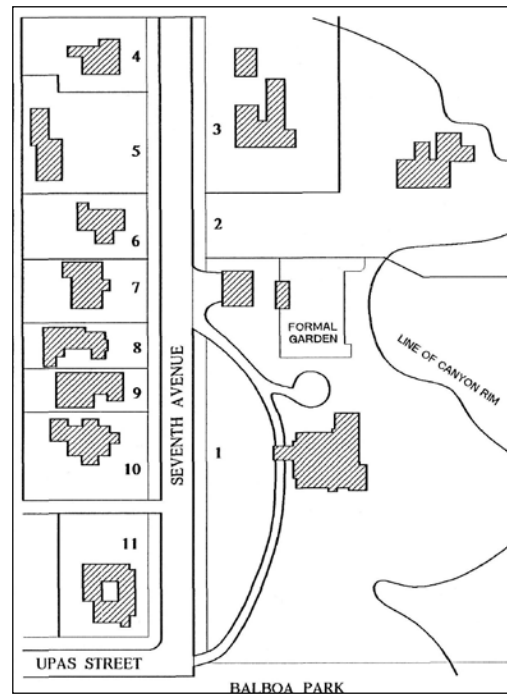 4
3
5
2
6
7
FORMAL
GARDEN
8
LINE OF CANYON RIM
9
SEVENTH AVENUE
1
10
11
UPAS STREET
BALBOA PARK